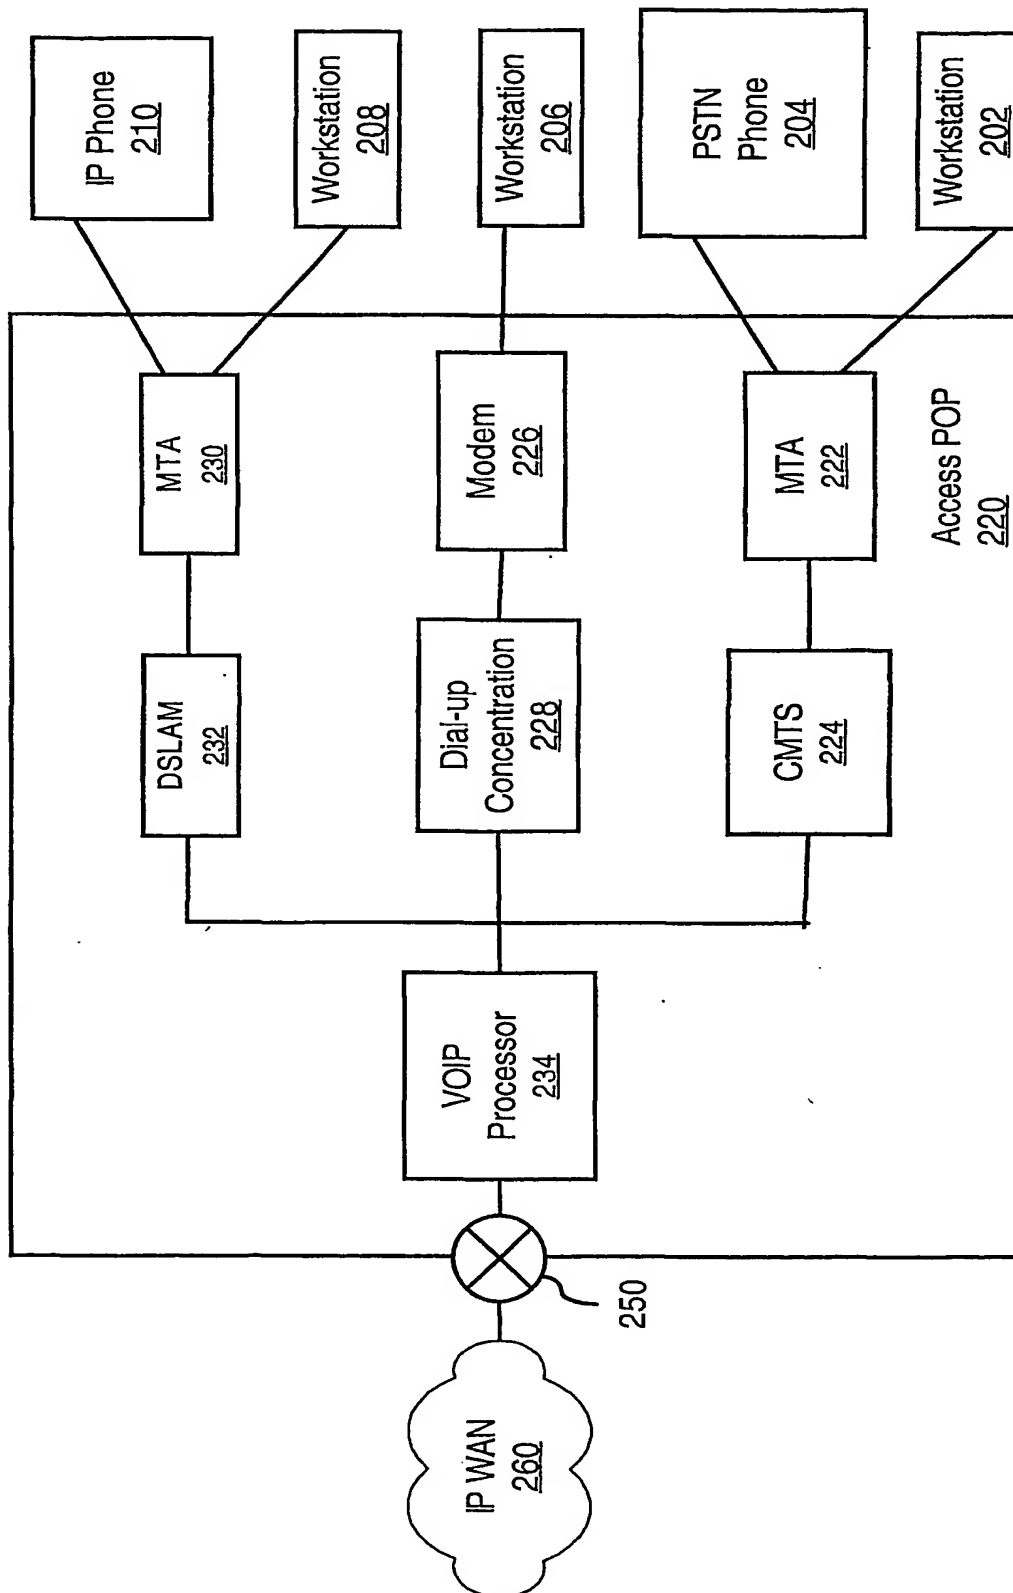 IP Phone
210
Workstation
208
Workstation
206
PSTN
Phone
204
Workstation
202
MTA
230
Modem
226
MTA
222
Access POP
220
DSLAM
232
Dial-up
Concentration
228
CMTS
224
VOIP
Processor
234
250
IP WAN
260